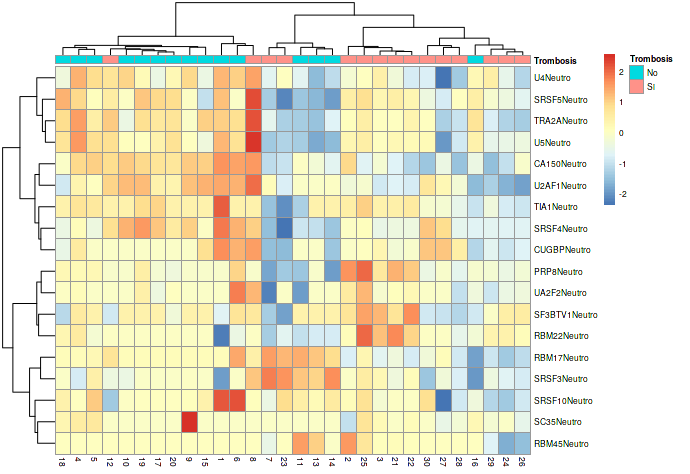 Trombosis
U4Neutro
SRSF5Neutro
TRA2ANeutro
U5Neutro
CA150Neutro
U2AF1Neutro
TIA1Neutro
SRSF4Neutro
CUGBPNeutro
PRP8Neutro
UA2F2Neutro
SF3BTV1Neutro
RBM22Neutro
RBM17Neutro
SRSF3Neutro
SRSF10Neutro
SC35Neutro
RBM45Neutro
18 4 5 12 10 19 17 20 9 15 1 6 8 7 23 11 13 14 2 25 3 21 22 30 27 28 16 29 24 26
2
1
0
-1
-2
Trombosis
No
SI